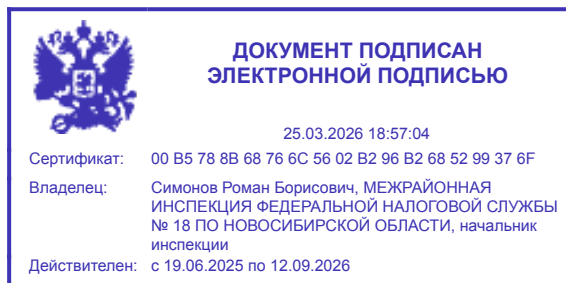 ДОКУМЕНТ ПОДПИСАН
ЭЛЕКТРОННОЙ ПОДПИСЬЮ
25.03.2026 18:57:04
Сертификат: 00 B5 78 8B 68 76 6C 56 02 B2 96 B2 68 52 99 37 6F
Владелец: Симонов Роман Борисович, МЕЖРАЙОННАЯ
ИНСПЕКЦИЯ ФЕДЕРАЛЬНОЙ НАЛОГОВОЙ СЛУЖБЫ
№ 18 ПО НОВОСИБИРСКОЙ ОБЛАСТИ, начальник
инспекции
Действителен: с 19.06.2025 по 12.09.2026